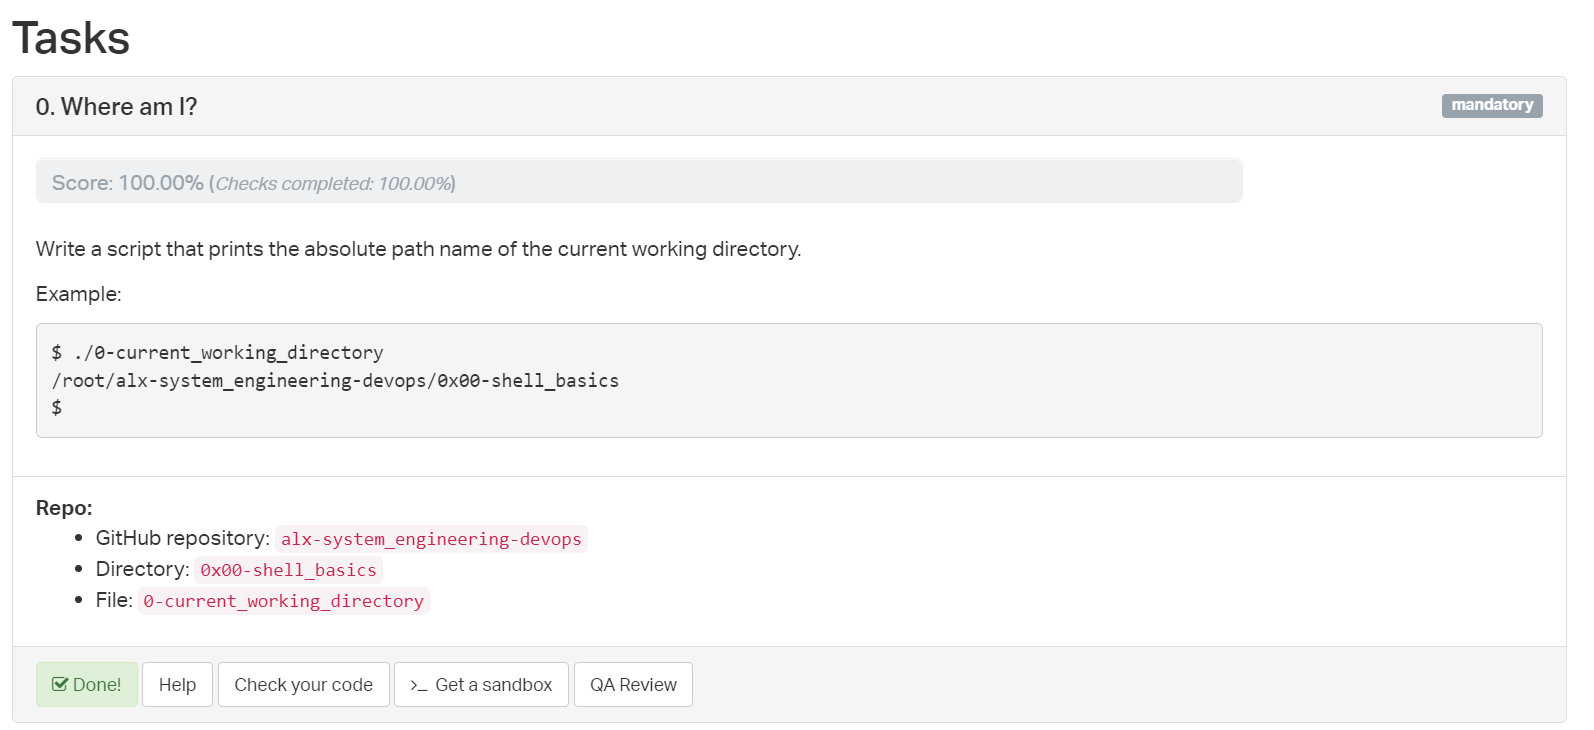 Tasks
0. Where am I?
mandatory
Score: 100.00% (Checks completed: 100.00%)
Write a script that prints the absolute path name of the current working directory.
Example:
$ ./0-current_working_directory
/root/alx-system_engineering-devops/0x00-shell_basics
$
Repo:
• GitHub repository: alx-system_engineering-devops
• Directory: 0x00-shell_basics
• File: 0-current_working_directory
Done! Help Check your code >_ Get a sandbox QA Review